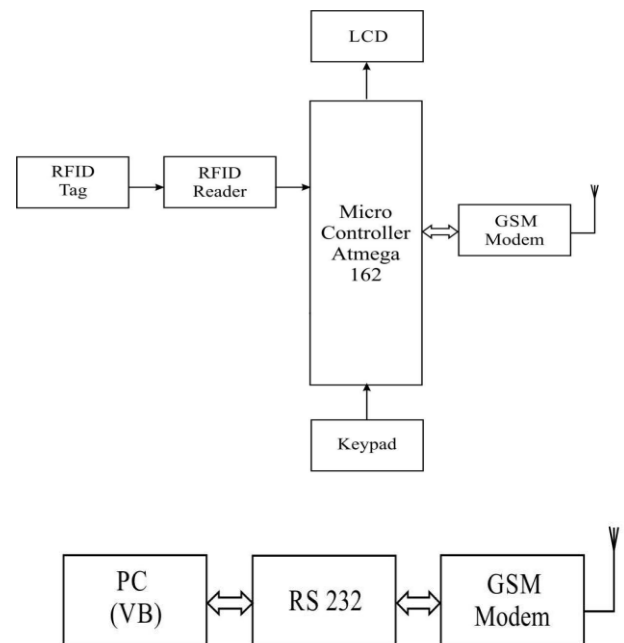 LCD
RFID
Tag
RFID
Reader
Micro
Controller
Atmega
162
GSM
Modem
Keypad
PC
(VB)
RS 232
GSM
Modem